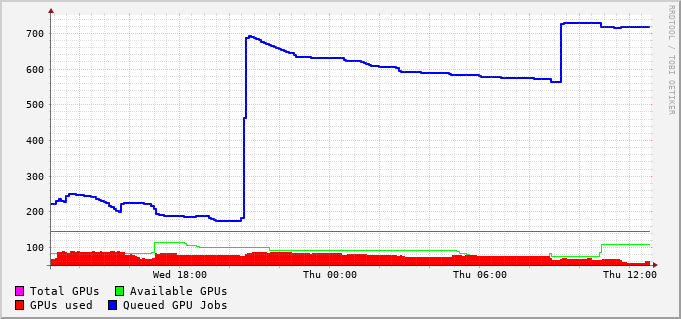 700
600
500
400
300
200
100
Wed 18:00 Thu 00:00 Thu 06:00 Thu 12:00
Total GPUs Available GPUs
GPUs used Queued GPU Jobs
RRDTOOL / TOBI OETIKER